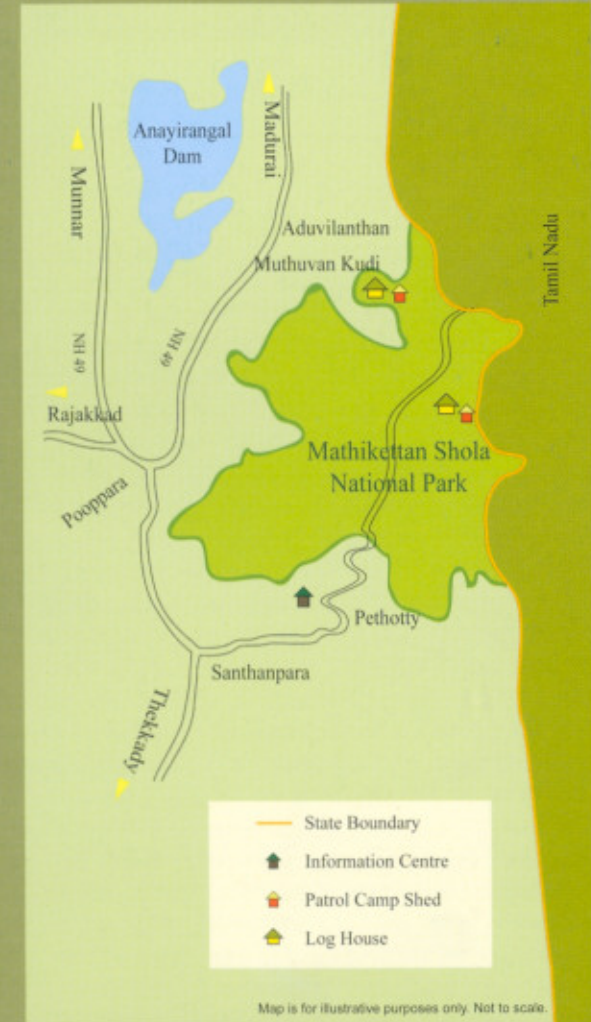 Anayirangal
Dam
Madurai
Munnar
Aduvilanthan
Muthuvan Kudi
Tamil Nadu
NH 49
NH 49
Rajakkad
Mathikettan Shola
National Park
Pooppara
Pethotty
Santhanpara
Thekkady
State Boundary
Information Centre
Patrol Camp Shed
Log House
Map is for illustrative purposes only. Not to scale.